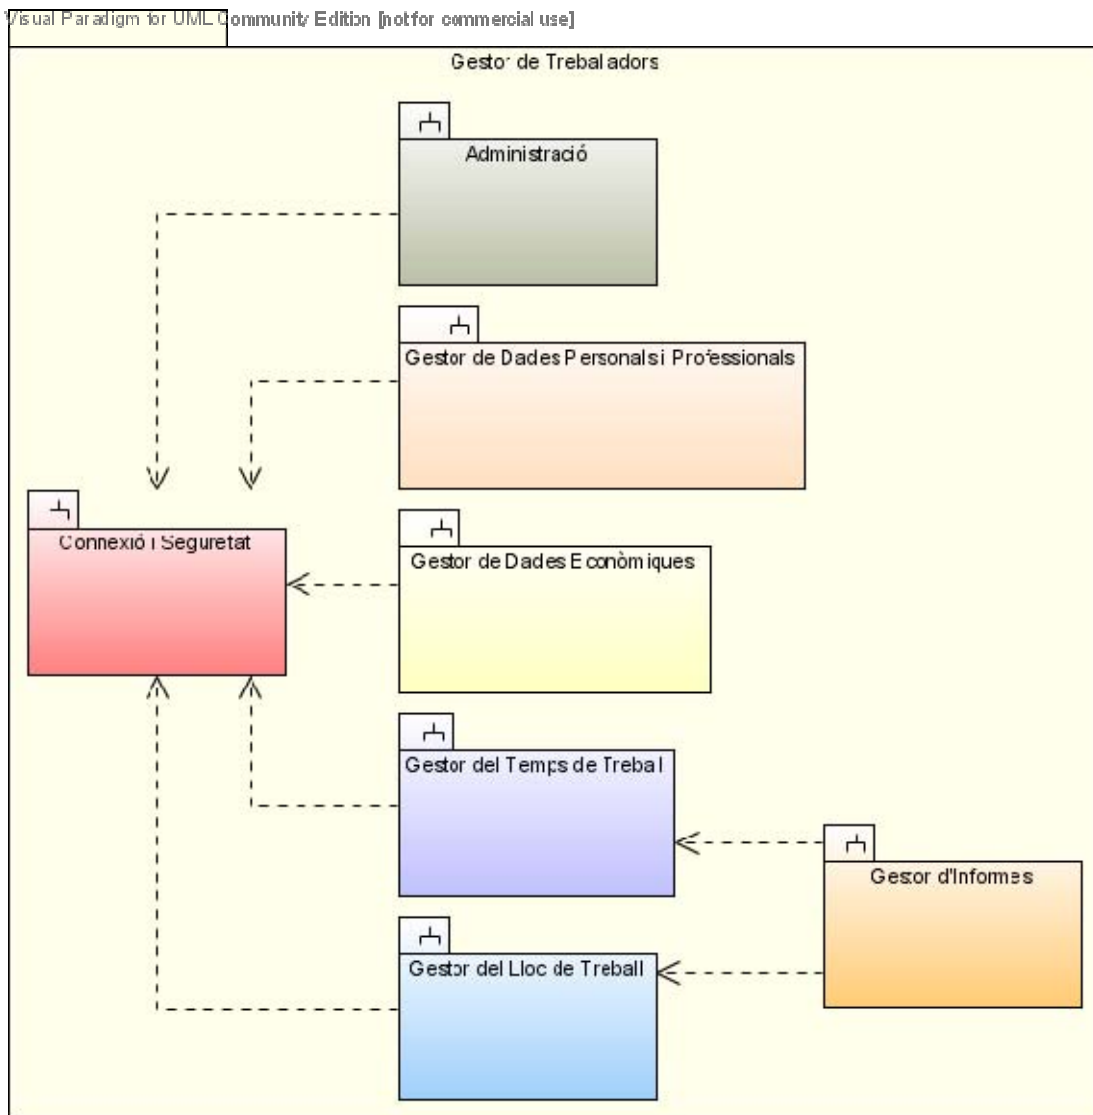 Visual Paradigm for UML Community Edition [not for commercial use]
Gestor de Treballadors
Administració
Gestor de Dades Personals i Professionals
Connexió i Seguretat
Gestor de Dades Econòmiques
Gestor del Temps de Treball
Gestor d'Informes
Gestor del Lloc de Treball